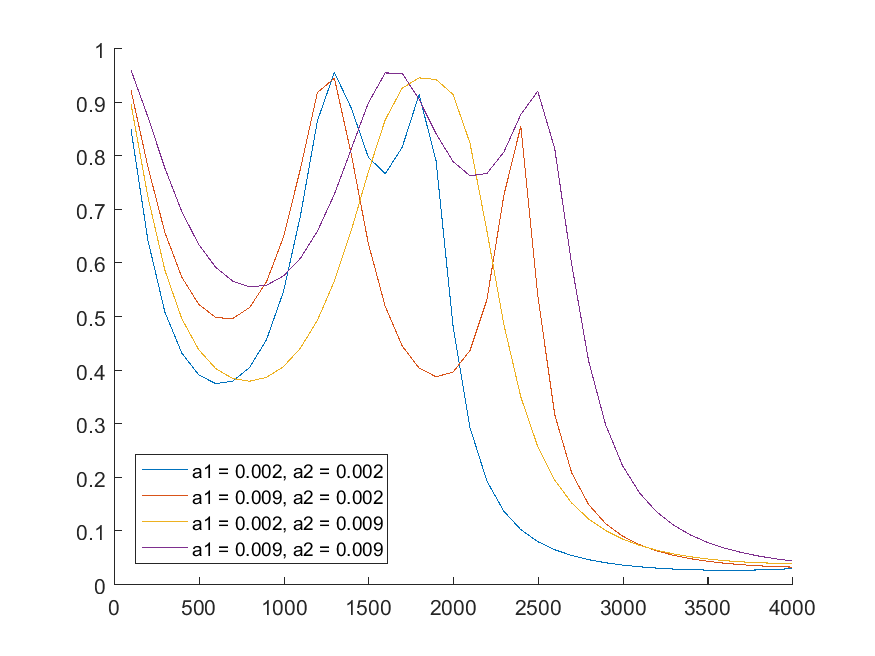 1
0.9
0.8
0.7
0.6
0.5
0.4
0.3
0.2
0.1
0
a1 = 0.002, a2 = 0.002
a1 = 0.009, a2 = 0.002
a1 = 0.002, a2 = 0.009
a1 = 0.009, a2 = 0.009
0 500 1000 1500 2000 2500 3000 3500 4000